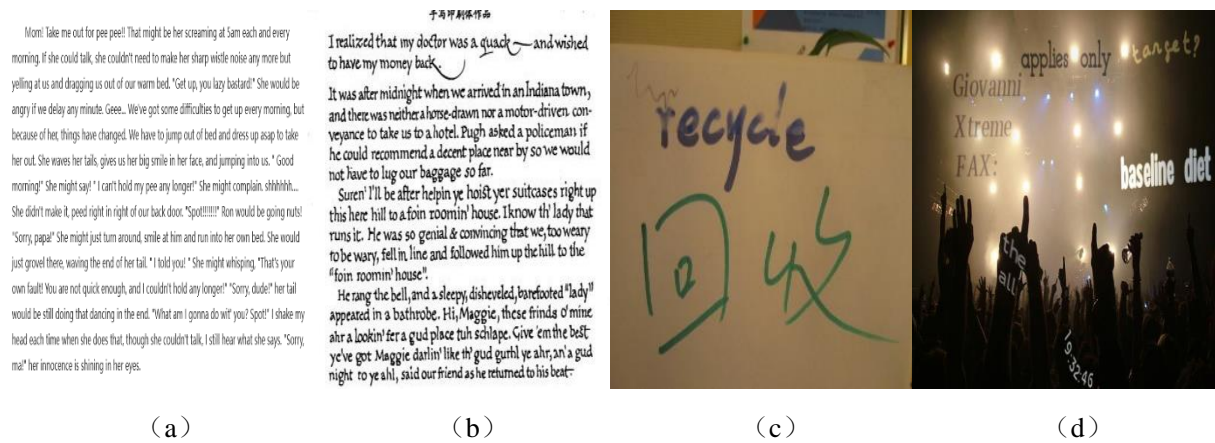 Mom! Take me out for pee pee!! That might be her screaming at Sam each and every
morning. If she could talk, she couldn't need to make her sharp wistle noise any more but
yelling at us and dragging us out of our warm bed. "Get up, you lazy bastard!" She would be
angry if we delay any minute. Geee... We've got some difficulties to get up every morning, but
because of her, things have changed. We have to jump out of bed and dress up asap to take
her out. She waves her tails, gives us her big smile in her face, and jumping into us. " Good
morning!" She might say! " I can't hold my pee any longer!" She might complain. shhhhhh....
She didn't make it, peed right in right of our back door. "Spot!!!!!!!" Ron would be going nuts!
"Sorry, papa!" She might just turn around, smile at him and run into her own bed. She would
just grovel there, waving the end of her tail. " I told you! " She might whisping, "That's your
own fault! You are not quick enough, and I couldn't hold any longer!" "Sorry, dude!" her tail
would be still doing that dancing in the end. "What am I gonna do wit' you? Spot!" I shake my
head each time when she does that, though she couldn't talk, I still hear what she says. "Sorry,
ma!" her innocence is shining in her eyes.
(a)
手写印刷体作品
I realized that my doctor was a quack — and wished
to have my money back.
It was after midnight when we arrived in an Indiana town,
and there was neither a horse-drawn nor a motor-driven con-
veyance to take us to a hotel. Pugh asked a policeman if
he could recommend a decent place near by so we would
not have to lug our baggage so far.
Suren' I'll be after helpin ye hoist yer suitcases right up
this here hill to a foin roomin' house. I know th' lady that
runs it. He was so genial & convincing that we, too weary
to be wary, fell in line and followed him up the hill to the
"foin roomin' house".
He rang the bell, and a sleepy, disheveled, barefooted "lady"
appeared in a bathrobe. Hi, Maggie, these frinds o' mine
ahr a lookin' fer a gud place tuh schlape. Give 'em the best
ye've got Maggie darlin' like th' gud gurhl ye ahr, an' a gud
night to ye ahl, said our friend as he returned to his beat.
(b)
recycle
回收
(c)
applies only
target?
Giovanni
Xtreme
FAX:
baseline diet
the
all
19:32:46
(d)